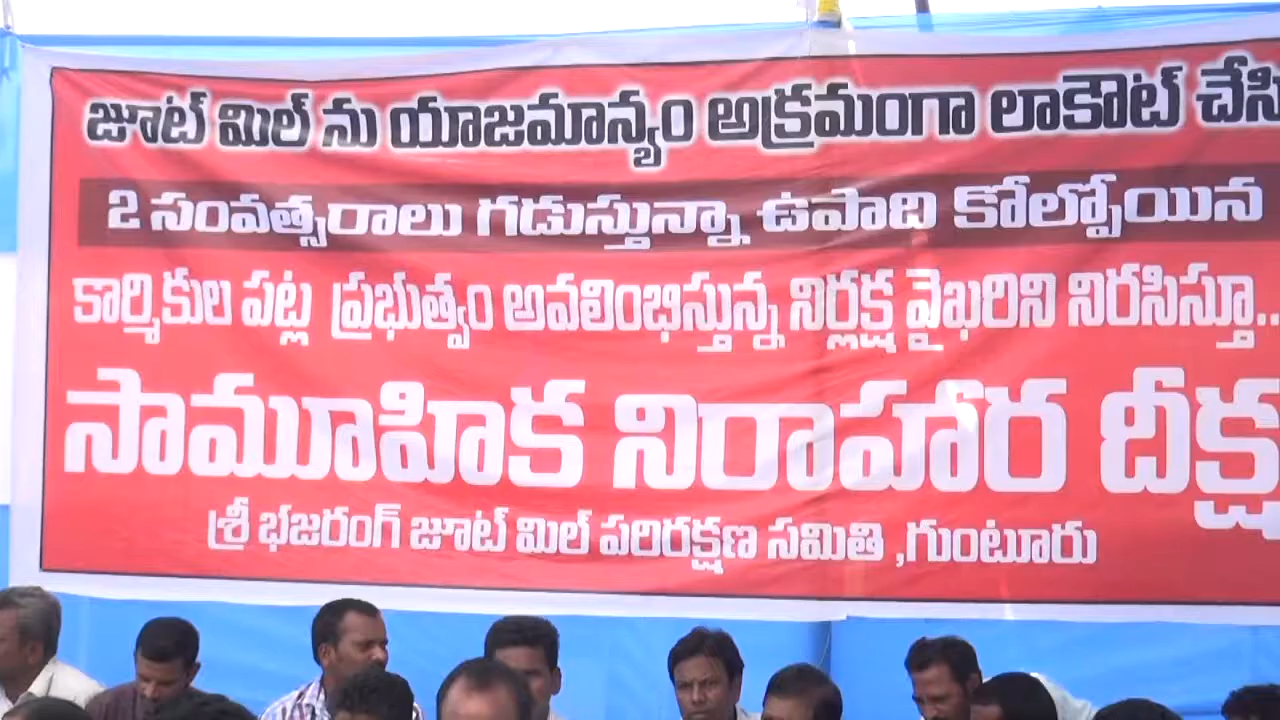 జూట్ మిల్ ను యాజమాన్యం అక్రమంగా లాకౌట్ చేసి
2 సంవత్సరాలు గడుస్తున్నా ఉపాది కోల్పోయిన
కార్మికుల పట్ల ప్రభుత్వం అవలింభిస్తున్న నిర్లక్ష వైఖరిని నిరసిస్తూ..
సామూహిక నిరాహార దీక్ష
శ్రీ భజరంగ్ జూట్ మిల్ పరిరక్షణ సమితి ,గుంటూరు